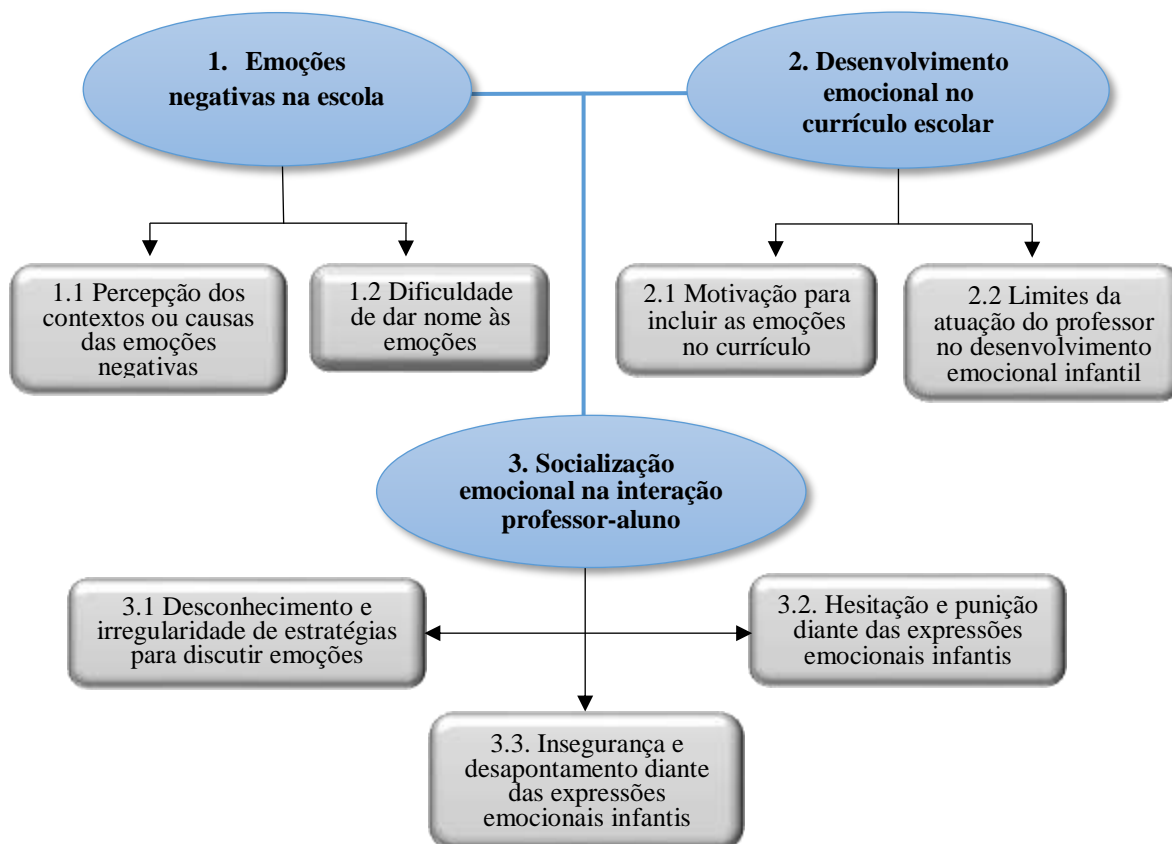 1. Emoções
negativas na escola
2. Desenvolvimento
emocional no
currículo escolar
1.1 Percepção dos
contextos ou causas
das emoções
negativas
1.2 Dificuldade
de dar nome às
emoções
2.1 Motivação para
incluir as emoções
no currículo
2.2 Limites da
atuação do professor
no desenvolvimento
emocional infantil
3. Socialização
emocional na interação
professor-aluno
3.1 Desconhecimento e
irregularidade de estratégias
para discutir emoções
3.2. Hesitação e punição
diante das expressões
emocionais infantis
3.3. Insegurança e
desapontamento diante
das expressões
emocionais infantis